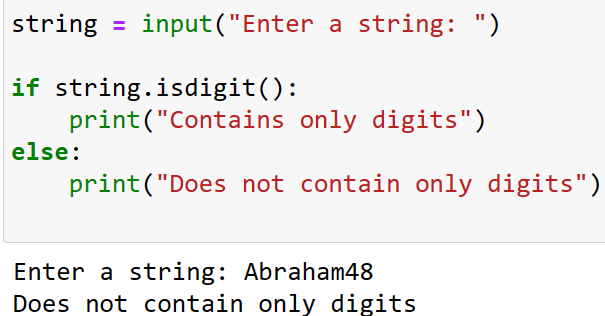 string = input("Enter a string: ")
if string.isdigit():
    print("Contains only digits")
else:
    print("Does not contain only digits")
Enter a string: Abraham48
Does not contain only digits